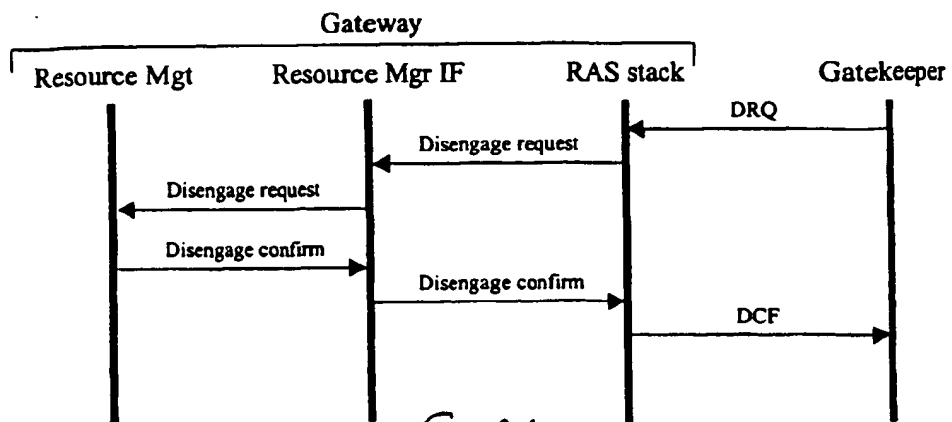 Gateway
Resource Mgt Resource Mgr IF RAS stack Gatekeeper
DRQ
Disengage request
Disengage request
Disengage confirm
Disengage confirm
DCF